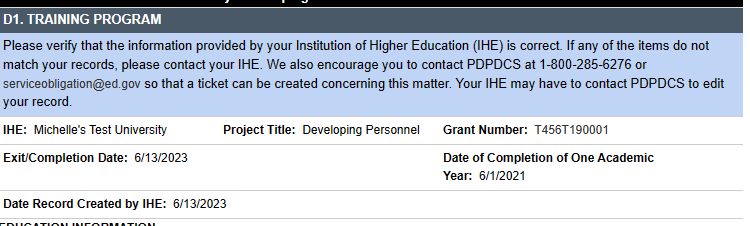 D1. TRAINING PROGRAM
Please verify that the information provided by your Institution of Higher Education (IHE) is correct. If any of the items do not
match your records, please contact your IHE. We also encourage you to contact PDPDCS at 1-800-285-6276 or
serviceobligation@ed.gov so that a ticket can be created concerning this matter. Your IHE may have to contact PDPDCS to edit
your record.
IHE: Michelle's Test University Project Title: Developing Personnel Grant Number: T456T190001
Exit/Completion Date: 6/13/2023 Date of Completion of One Academic
Year: 6/1/2021
Date Record Created by IHE: 6/13/2023
EDUCATION INFORMATION